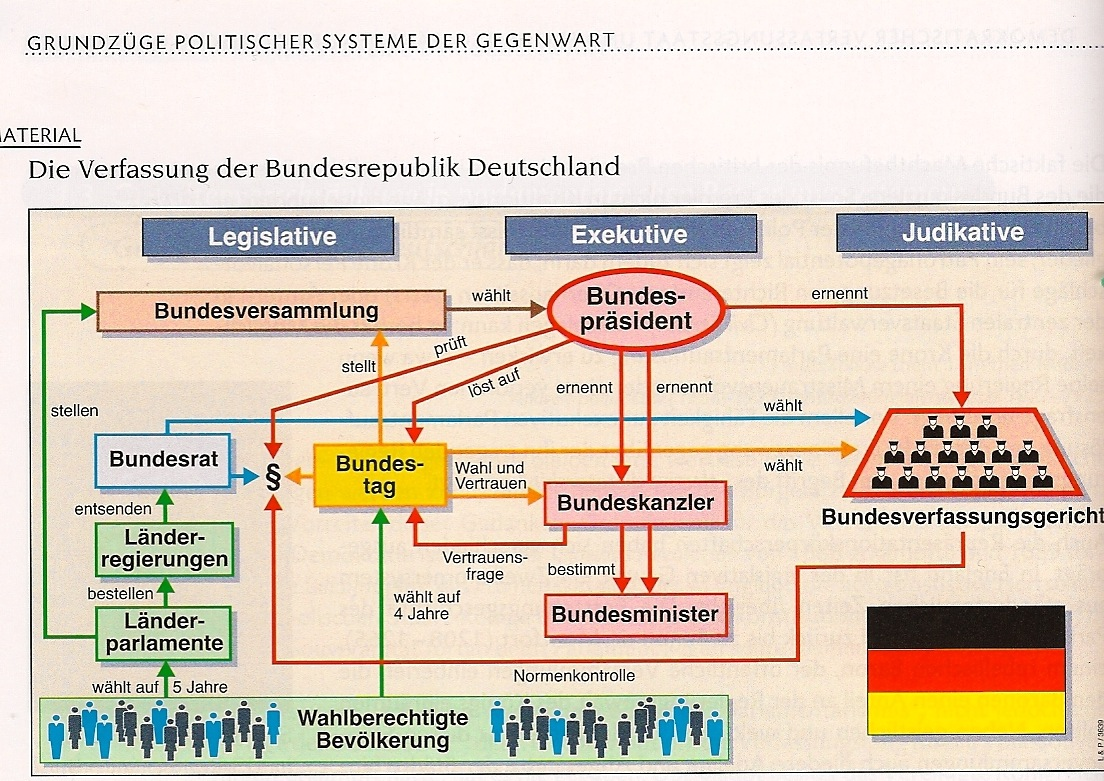 GRUNDZÜGE POLITISCHER SYSTEME DER GEGENWART
MATERIAL
Die Verfassung der Bundesrepublik Deutschland
Legislative
Exekutive
Judikative
Bundesversammlung
wählt
Bundes-
präsident
ernennt
prüft
löst auf
stellt
ernennt
ernennt
stellen
wählt
Bundesrat
§
Bundes-
tag
Wahl und
Vertrauen
wählt
Bundeskanzler
Bundesverfassungsgericht
entsenden
Länder-
regierungen
Vertrauens-
frage
bestimmt
bestellen
wählt auf
4 Jahre
Länder-
parlamente
Bundesminister
Normenkontrolle
wählt auf 5 Jahre
Wahlberechtigte
Bevölkerung